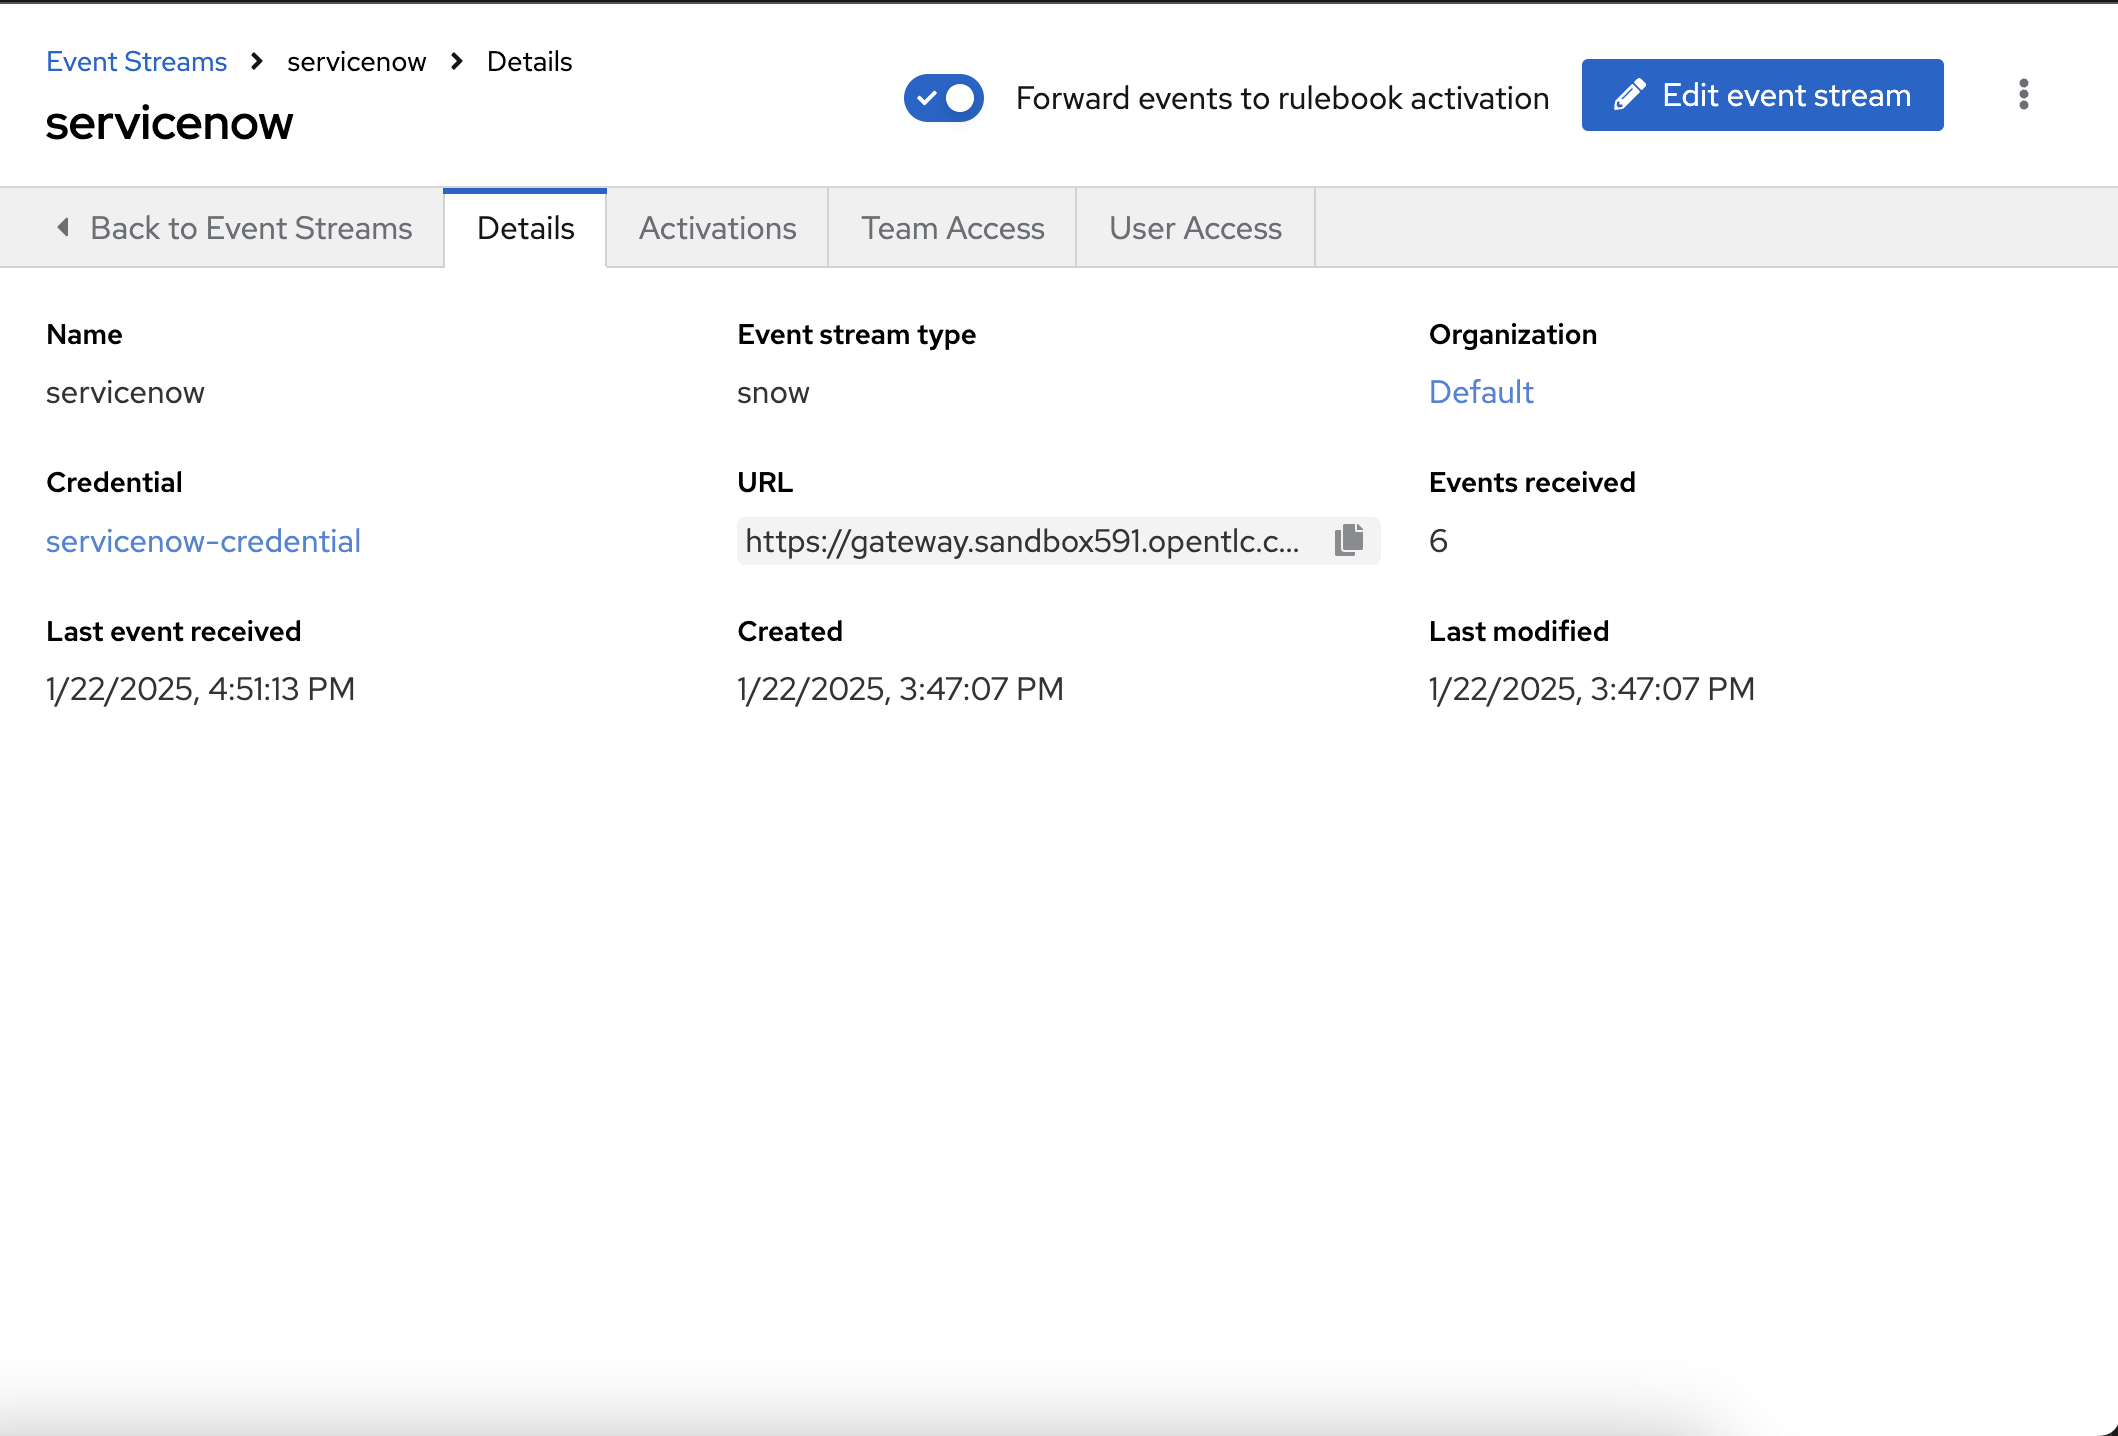 Event Streams > servicenow > Details
servicenow
Forward events to rulebook activation
Edit event stream
Back to Event Streams
Details
Activations
Team Access
User Access
Name
servicenow
Event stream type
snow
Organization
Default
Credential
servicenow-credential
URL
https://gateway.sandbox591.opentlc.c...
Events received
6
Last event received
1/22/2025, 4:51:13 PM
Created
1/22/2025, 3:47:07 PM
Last modified
1/22/2025, 3:47:07 PM